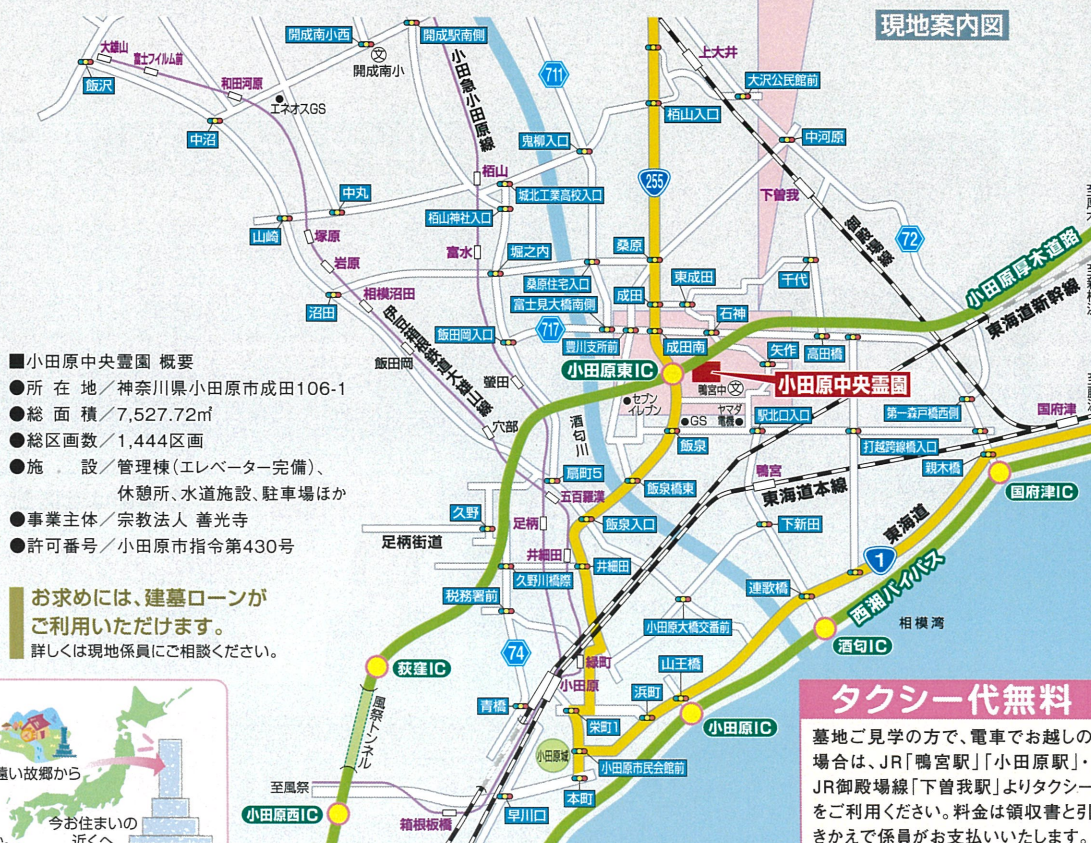 現地案内図
大雄山
富士フイルム前
飯沢
和田河原
エネオスGS
中沼
開成南小西
文
開成南小
開成駅南側
小田急小田原線
711
上大井
大沢公民館前
栢山入口
中河原
鬼柳入口
255
栢山
城北工業高校入口
下曽我
御殿場線
72
中丸
栢山神社入口
山崎
塚原
富水
堀之内
桑原
岩原
桑原住宅入口
東成田
千代
小田原厚木道路
相模沼田
富士見大橋南側
成田
石神
東海道新幹線
沼田
伊豆箱根鉄道大雄山線
飯田岡入口
717
豊川支所前
成田南
矢作
高田橋
飯田岡
小田原東IC
鴨宮中
文
小田原中央霊園
螢田
セブン
イレブン
GS
ヤマダ
電機
駅北口入口
第一森戸橋西側
国府津
穴部
酒匂川
飯泉
打越跨線橋入口
親木橋
鴨宮
東海道本線
国府津IC
扇町5
飯泉橋東
五百羅漢
久野
足柄
飯泉入口
下新田
東海道
足柄街道
井細田
井細田
1
久野川橋際
税務署前
連歌橋
西湘バイパス
小田原大橋交番前
相模湾
酒匂IC
74
緑町
山王橋
荻窪IC
小田原
浜町
青橋
栄町1
小田原IC
風祭トンネル
小田原城
小田原市民会館前
至風祭
本町
小田原西IC
箱根板橋
早川口
■小田原中央霊園 概要
●所在地/神奈川県小田原市成田106-1
●総面積/7,527.72㎡
●総区画数/1,444区画
●施設/管理棟(エレベーター完備)、
休憩所、水道施設、駐車場ほか
●事業主体/宗教法人 善光寺
●許可番号/小田原市指令第430号
お求めには、建墓ローンが
ご利用いただけます。
詳しくは現地係員にご相談ください。
遠い故郷から
今お住まいの
近くへ
タクシー代無料
墓地ご見学の方で、電車でお越しの
場合は、JR「鴨宮駅」「小田原駅」・
JR御殿場線「下曽我駅」よりタクシー
をご利用ください。料金は領収書と引
きかえで係員がお支払いいたします。